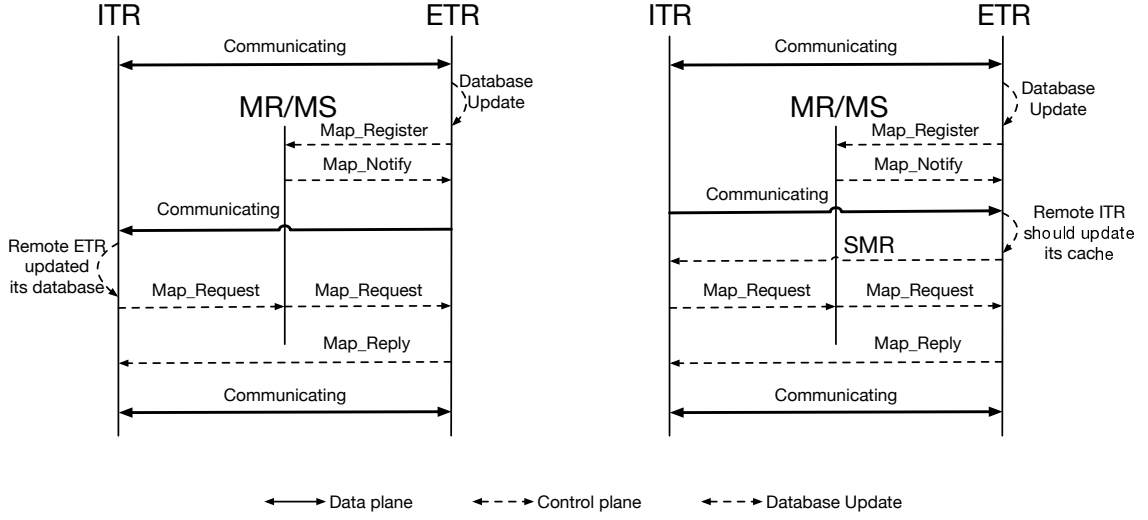 ITR
ETR
Communicating
Database
Update
MR/MS
Map_Register
Map_Notify
Communicating
Remote ETR
updated
its database
Map_Request
Map_Request
Map_Reply
Communicating
ITR
ETR
Communicating
Database
Update
MR/MS
Map_Register
Map_Notify
Communicating
Remote ITR
should update
its cache
SMR
Map_Request
Map_Request
Map_Reply
Communicating
Data plane
Control plane
Database Update